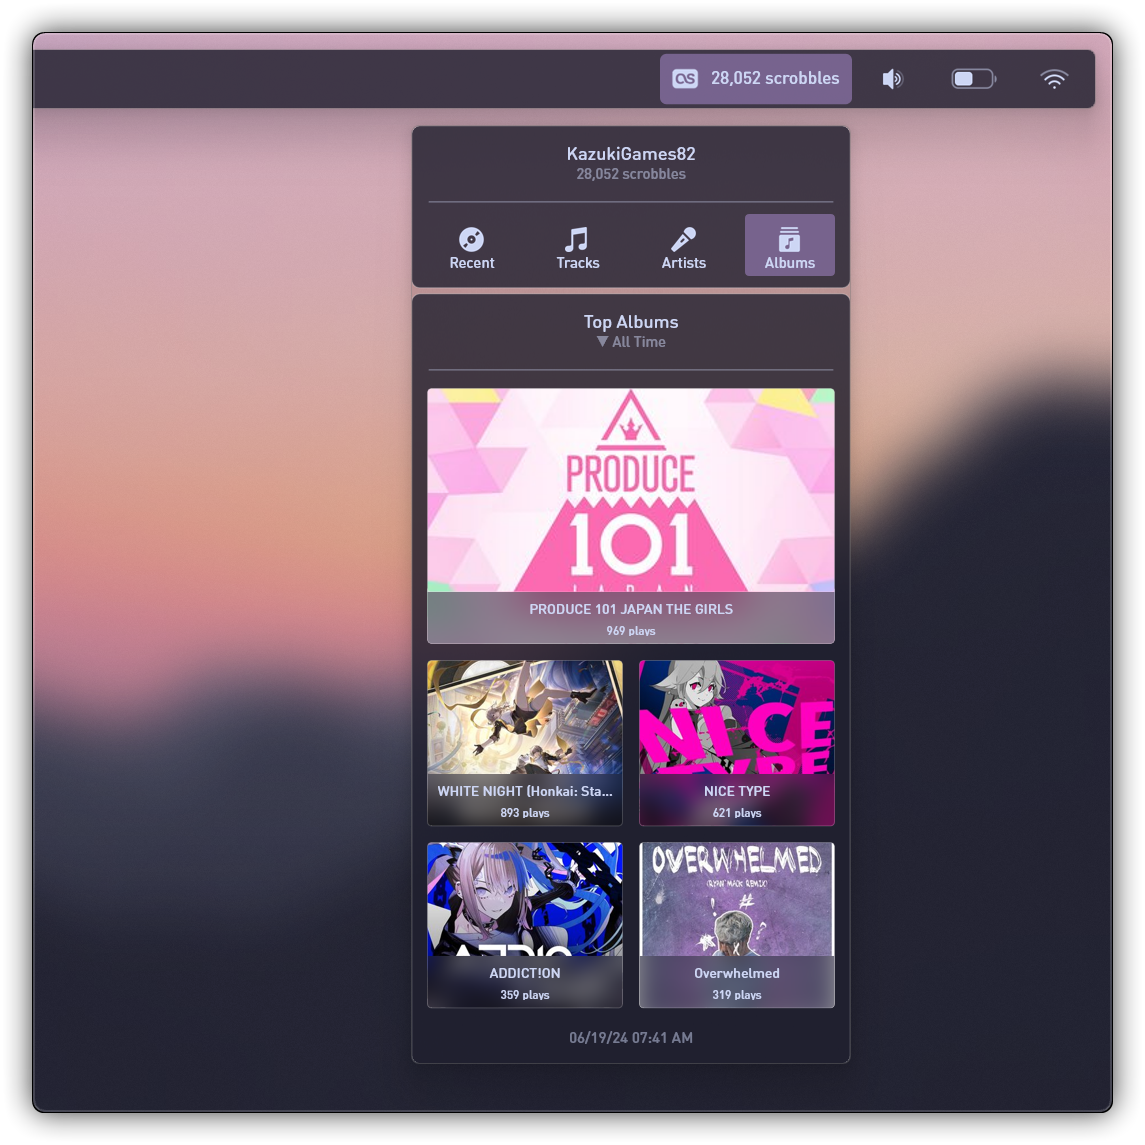 28,052 scrobbles
KazukiGames82
28,052 scrobbles
Recent
Tracks
Artists
Albums
Top Albums
▼ All Time
PRODUCE
101
JAPAN
PRODUCE 101 JAPAN THE GIRLS
969 plays
NICE
TYPE
WHITE NIGHT (Honkai: Sta...
893 plays
NICE TYPE
621 plays
OVERWHELMED
(RYAN MACK REMIX)
ADDICT!ON
359 plays
Overwhelmed
319 plays
06/19/24 07:41 AM